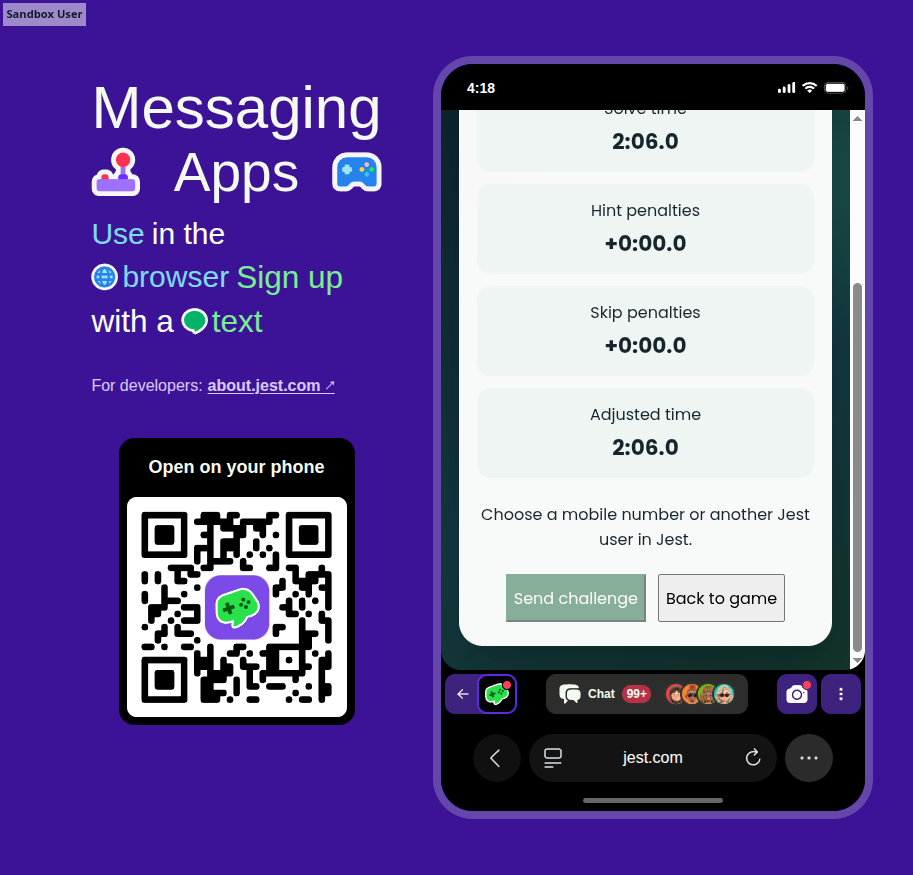 Sandbox User
Messaging
Apps
Use in the
browser Sign up
with a text
For developers: about.jest.com ↗
Open on your phone
4:18
Solve time
2:06.0
Hint penalties
+0:00.0
Skip penalties
+0:00.0
Adjusted time
2:06.0
Choose a mobile number or another Jest
user in Jest.
Send challenge
Back to game
Chat 99+
jest.com